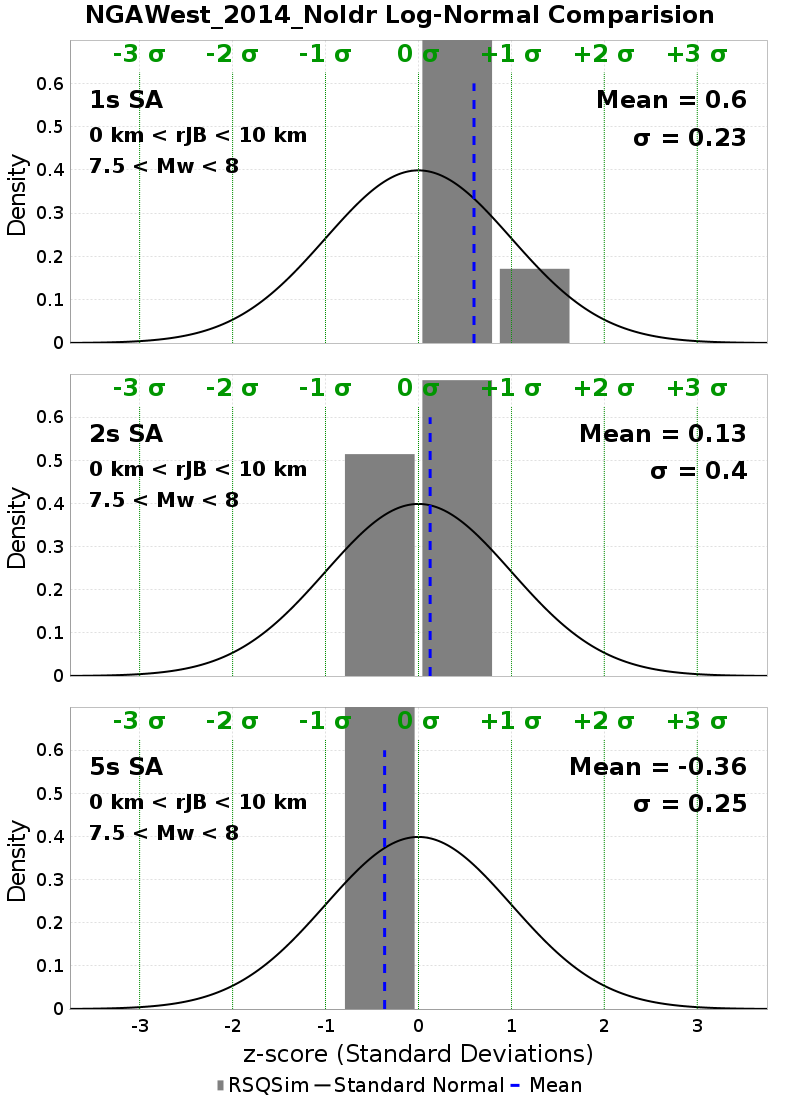 NGAWest_2014_NoIdr Log-Normal Comparision
-3 σ -2 σ -1 σ 0 σ +1 σ +2 σ +3 σ
1s SA
0 km < rJB < 10 km
7.5 < Mw < 8
Mean = 0.6
σ = 0.23
Density
0.6
0.5
0.4
0.3
0.2
0.1
0
-3 σ -2 σ -1 σ 0 σ +1 σ +2 σ +3 σ
2s SA
0 km < rJB < 10 km
7.5 < Mw < 8
Mean = 0.13
σ = 0.4
Density
0.6
0.5
0.4
0.3
0.2
0.1
0
-3 σ -2 σ -1 σ 0 σ +1 σ +2 σ +3 σ
5s SA
0 km < rJB < 10 km
7.5 < Mw < 8
Mean = -0.36
σ = 0.25
Density
0.6
0.5
0.4
0.3
0.2
0.1
0
-3 -2 -1 0 1 2 3
z-score (Standard Deviations)
RSQSim Standard Normal Mean